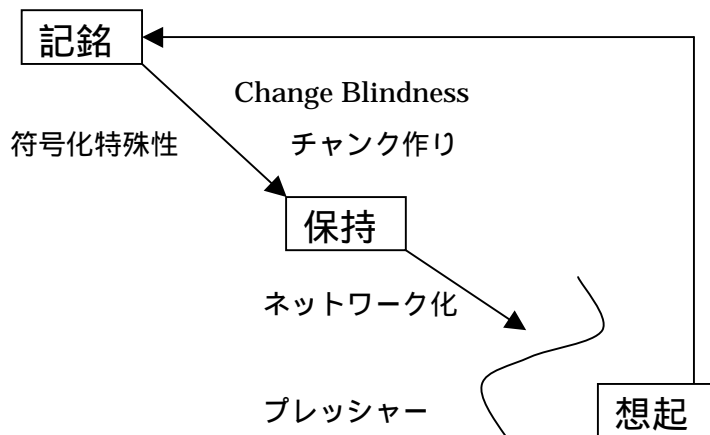 記銘
Change Blindness
符号化特殊性
チャンク作り
保持
ネットワーク化
プレッシャー
想起